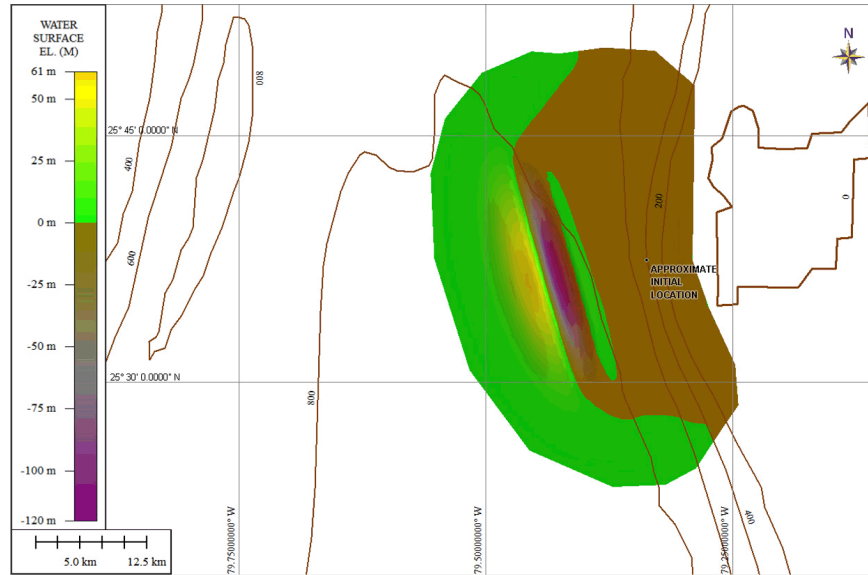 WATER
SURFACE
EL. (M)
61 m
50 m
25 m
0 m
-25 m
-50 m
-75 m
-100 m
-120 m
5.0 km 12.5 km
N
800
25° 45' 0.0000" N
400
600
200
0
APPROXIMATE
INITIAL
LOCATION
25° 30' 0.0000" N
800
400
79.75000000° W
79.50000000° W
79.25000000° W